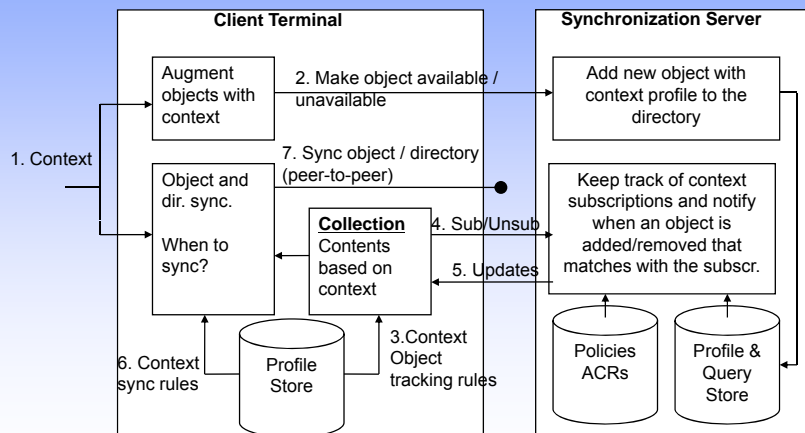 Client Terminal
Synchronization Server
Augment
objects with
context
2. Make object available /
unavailable
Add new object with
context profile to the
directory
1. Context
7. Sync object / directory
(peer-to-peer)
Object and
dir. sync.
When to
sync?
Collection
Contents
based on
context
4. Sub/Unsub
5. Updates
Keep track of context
subscriptions and notify
when an object is
added/removed that
matches with the subscr.
6. Context
sync rules
Profile
Store
3.Context
Object
tracking rules
Policies
ACRs
Profile &
Query
Store